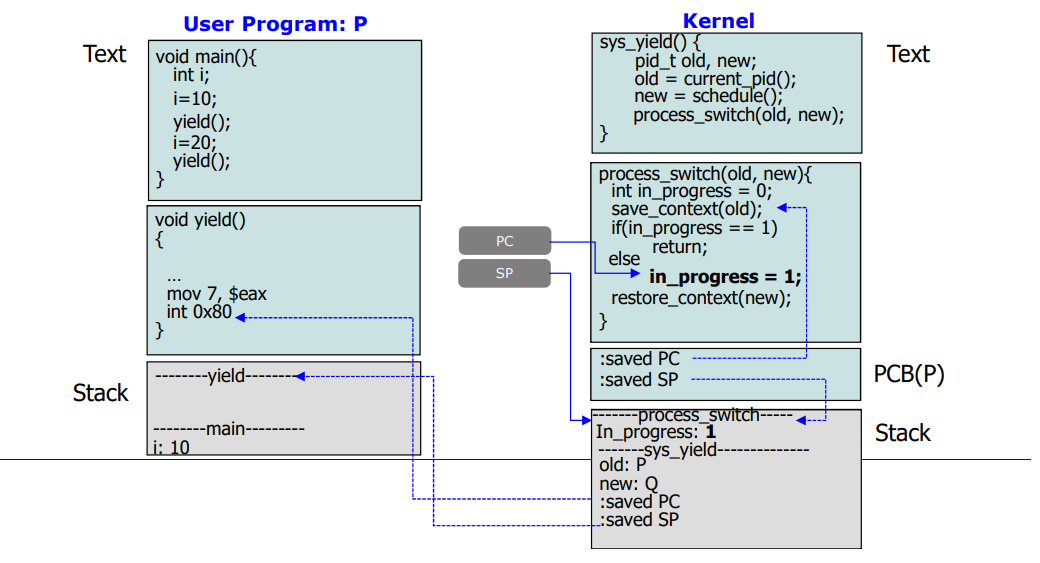 User Program: P
Text
void main(){
int i;
i=10;
yield();
i=20;
yield();
}
void yield()
{
...
mov 7, $eax
int 0x80
}
Stack
--------yield--------
--------main---------
i: 10
PC
SP
Kernel
Text
sys_yield() {
pid_t old, new;
old = current_pid();
new = schedule();
process_switch(old, new);
}
process_switch(old, new){
int in_progress = 0;
save_context(old);
if(in_progress == 1)
return;
else
in_progress = 1;
restore_context(new);
}
:saved PC
:saved SP
PCB(P)
Stack
-------process_switch-----
In_progress: 1
-------sys_yield--------------
old: P
new: Q
:saved PC
:saved SP